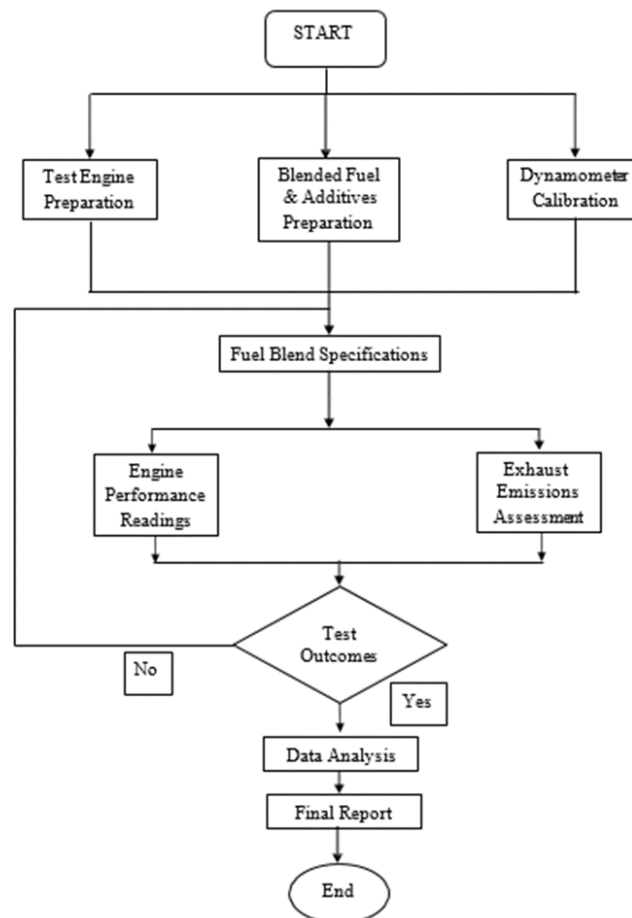 START
Test Engine
Preparation
Blended Fuel
& Additives
Preparation
Dynamometer
Calibration
Fuel Blend Specifications
Engine
Performance
Readings
Exhaust
Emissions
Assessment
Test
Outcomes
No
Yes
Data Analysis
Final Report
End